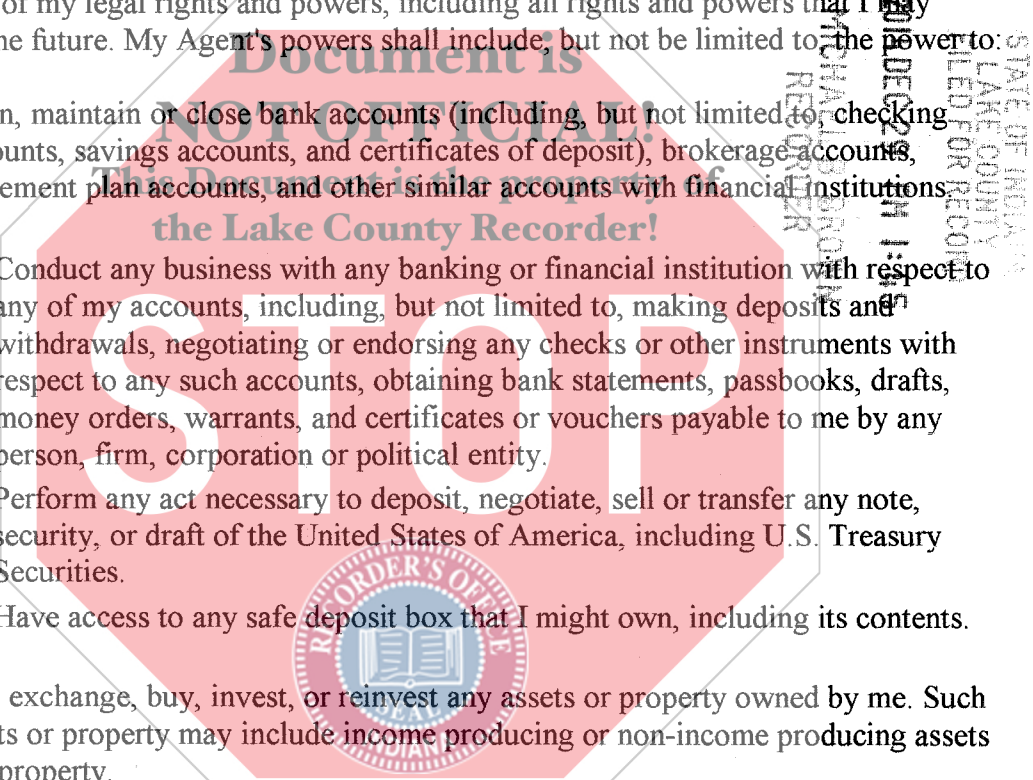 of my legal rights and powers, including all rights and powers that I may
he future. My Agent's powers shall include, but not be limited to, the power to:
Document is
n, maintain or close bank accounts (including, but not limited to, checking
NOT OFFICIAL!
ounts, savings accounts, and certificates of deposit), brokerage accounts,
This Document is the property of
ement plan accounts, and other similar accounts with financial institutions.
the Lake County Recorder!
Conduct any business with any banking or financial institution with respect to
any of my accounts, including, but not limited to, making deposits and
withdrawals, negotiating or endorsing any checks or other instruments with
respect to any such accounts, obtaining bank statements, passbooks, drafts,
money orders, warrants, and certificates or vouchers payable to me by any
person, firm, corporation or political entity.
STOP
Perform any act necessary to deposit, negotiate, sell or transfer any note,
security, or draft of the United States of America, including U.S. Treasury
Securities.
Have access to any safe deposit box that I might own, including its contents.
RECORDER'S OFFICE
SEAL
INDIANA
exchange, buy, invest, or reinvest any assets or property owned by me. Such
ts or property may include income producing or non-income producing assets
property.
STATE OF INDIANA
LAKE COUNTY
FILED FOR RECORD
DEC 29
RECORDER